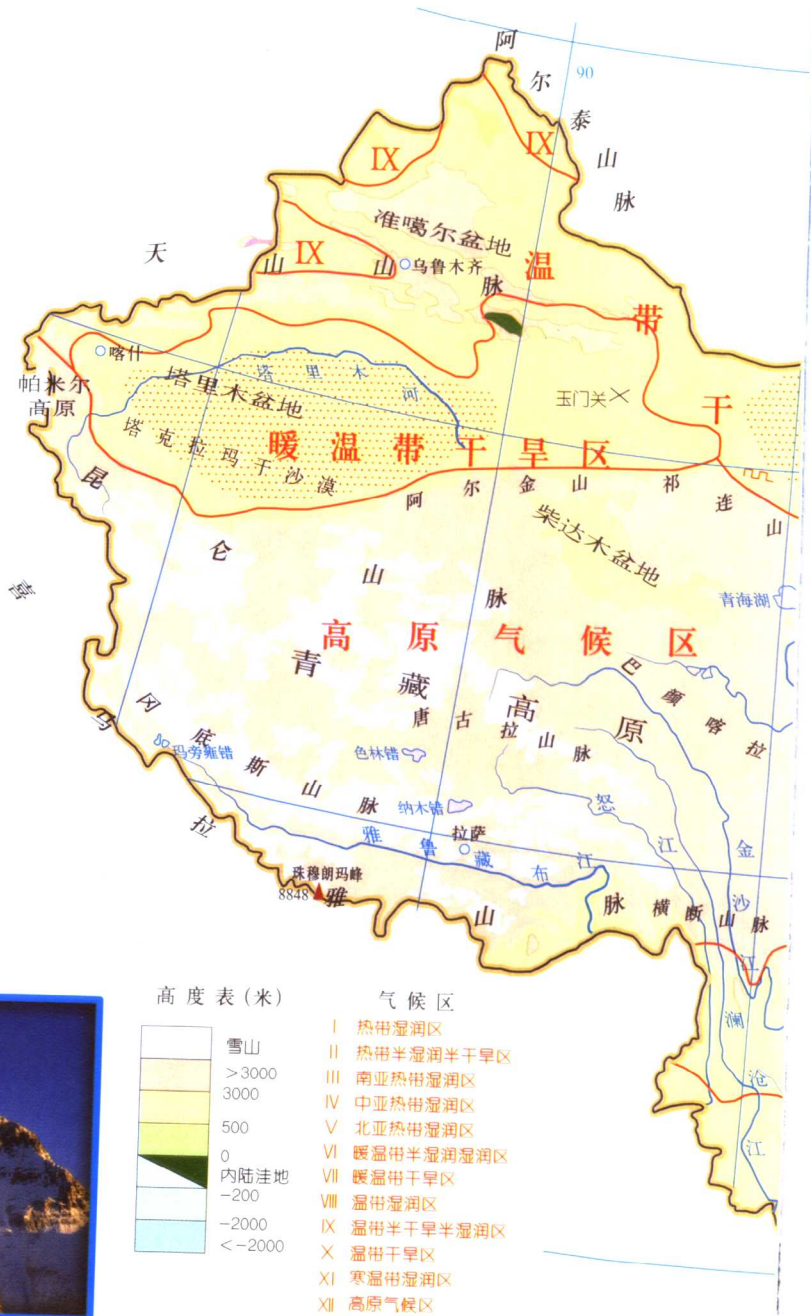 阿尔泰山脉
90
IX
IX
准噶尔盆地
IX
天山山脉
乌鲁木齐
温带干
喀什
帕米尔
高原
塔里木河
塔里木盆地
玉门关
塔克拉玛干沙漠
暖温带干旱区
阿尔金山
祁连山
昆仑山脉
柴达木盆地
青海湖
喜马拉雅山脉
高原气候区
青藏高原
巴颜喀拉
唐古拉山脉
冈底斯山脉
玛旁雍错
色林错
纳木错
怒江
金沙江
拉萨
雅鲁藏布江
珠穆朗玛峰
8848
横断山脉
澜沧江
高度表(米)
雪山
>3000
3000
500
0
内陆洼地
-200
-2000
<-2000
气候区
I 热带湿润区
II 热带半湿润半干旱区
III 南亚热带湿润区
IV 中亚热带湿润区
V 北亚热带湿润区
VI 暖温带半湿润湿润区
VII 暖温带干旱区
VIII 温带湿润区
IX 温带半干旱半湿润区
X 温带干旱区
XI 寒温带湿润区
XII 高原气候区